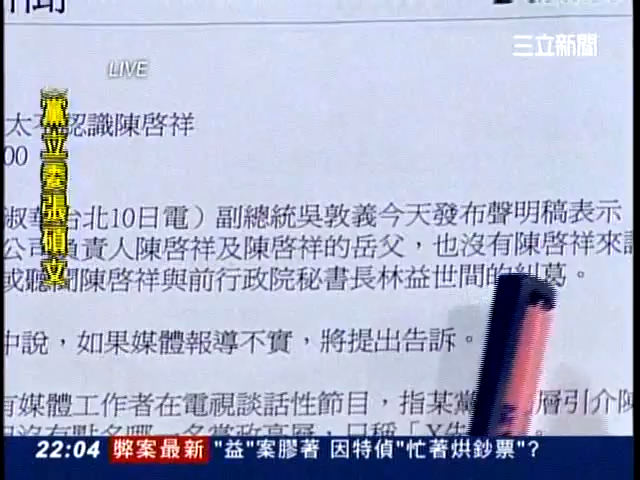 三立新聞
LIVE
黨立委張碩文
認識陳啓祥
00
台北10日電）副總統吳敦義今天發布聲明稿表示
負責人陳啓祥及陳啓祥的岳父，也沒有陳啓祥來
或聽聞陳啓祥與前行政院秘書長林益世間的糾葛。
中說，如果媒體報導不實，將提出告訴。
有媒體工作者在電視談話性節目，指某黨 層引介陳
22:04 弊案最新 "益"案膠著 因特偵"忙著烘鈔票"？